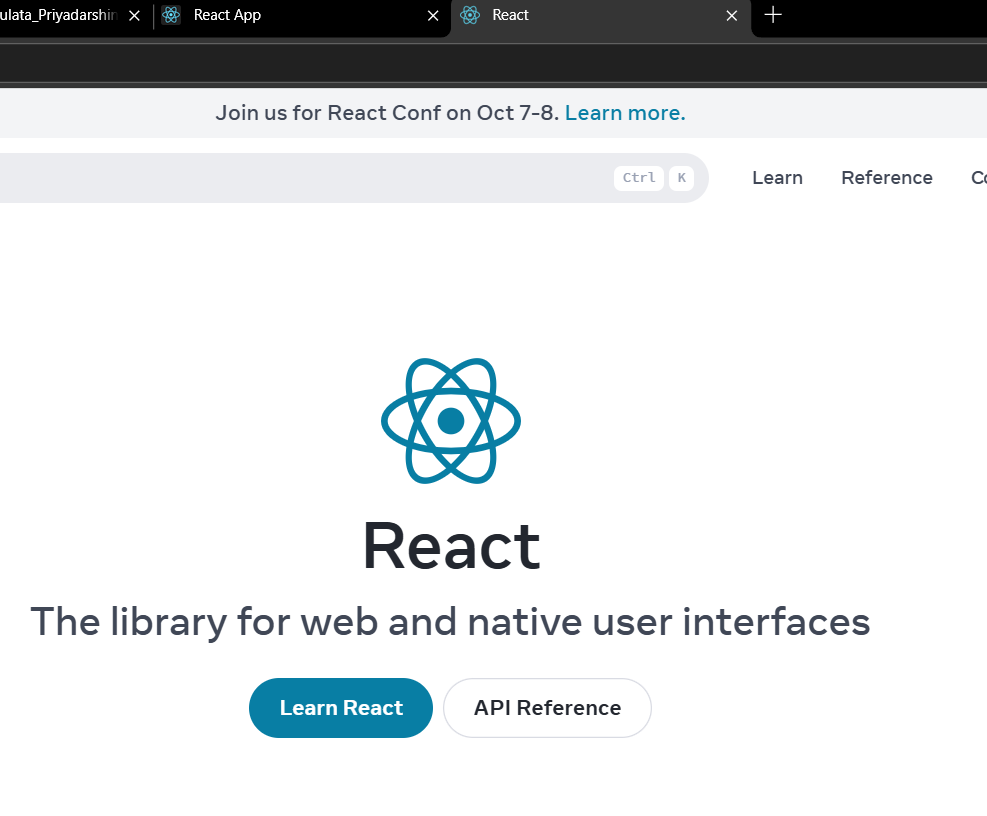 ulata_Priyadarshin
React App
React
Join us for React Conf on Oct 7-8. Learn more.
Ctrl K
Learn
Reference
Co
React
The library for web and native user interfaces
Learn React
API Reference